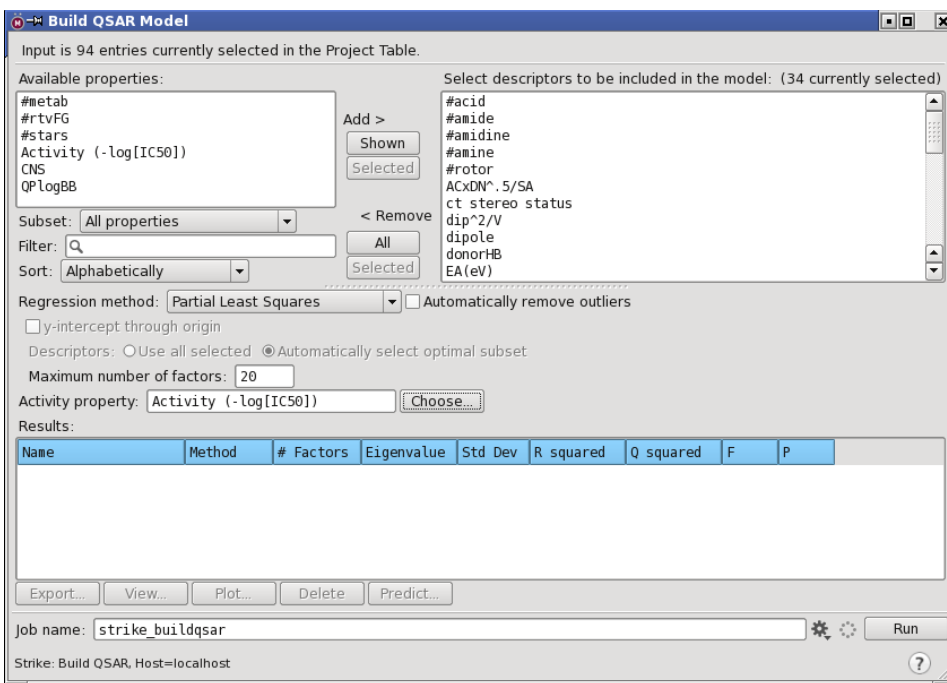 Build QSAR Model
Input is 94 entries currently selected in the Project Table.
Available properties:
#metab
#rtvFG
#stars
Activity (-log[IC50])
CNS
QPlogBB
Subset: All properties
Filter:
Sort: Alphabetically
Add >
Shown
Selected
< Remove
All
Selected
Select descriptors to be included in the model: (34 currently selected)
#acid
#amide
#amidine
#amine
#rotor
ACxDN^.5/SA
ct stereo status
dip^2/V
dipole
donorHB
EA(eV)
Regression method: Partial Least Squares Automatically remove outliers
y-intercept through origin
Descriptors: Use all selected Automatically select optimal subset
Maximum number of factors: 20
Activity property: Activity (-log[IC50]) Choose...
Results:
Name Method # Factors Eigenvalue Std Dev R squared Q squared F P
Export... View... Plot... Delete Predict...
Job name: strike_buildqsar Run
Strike: Build QSAR, Host=localhost ?